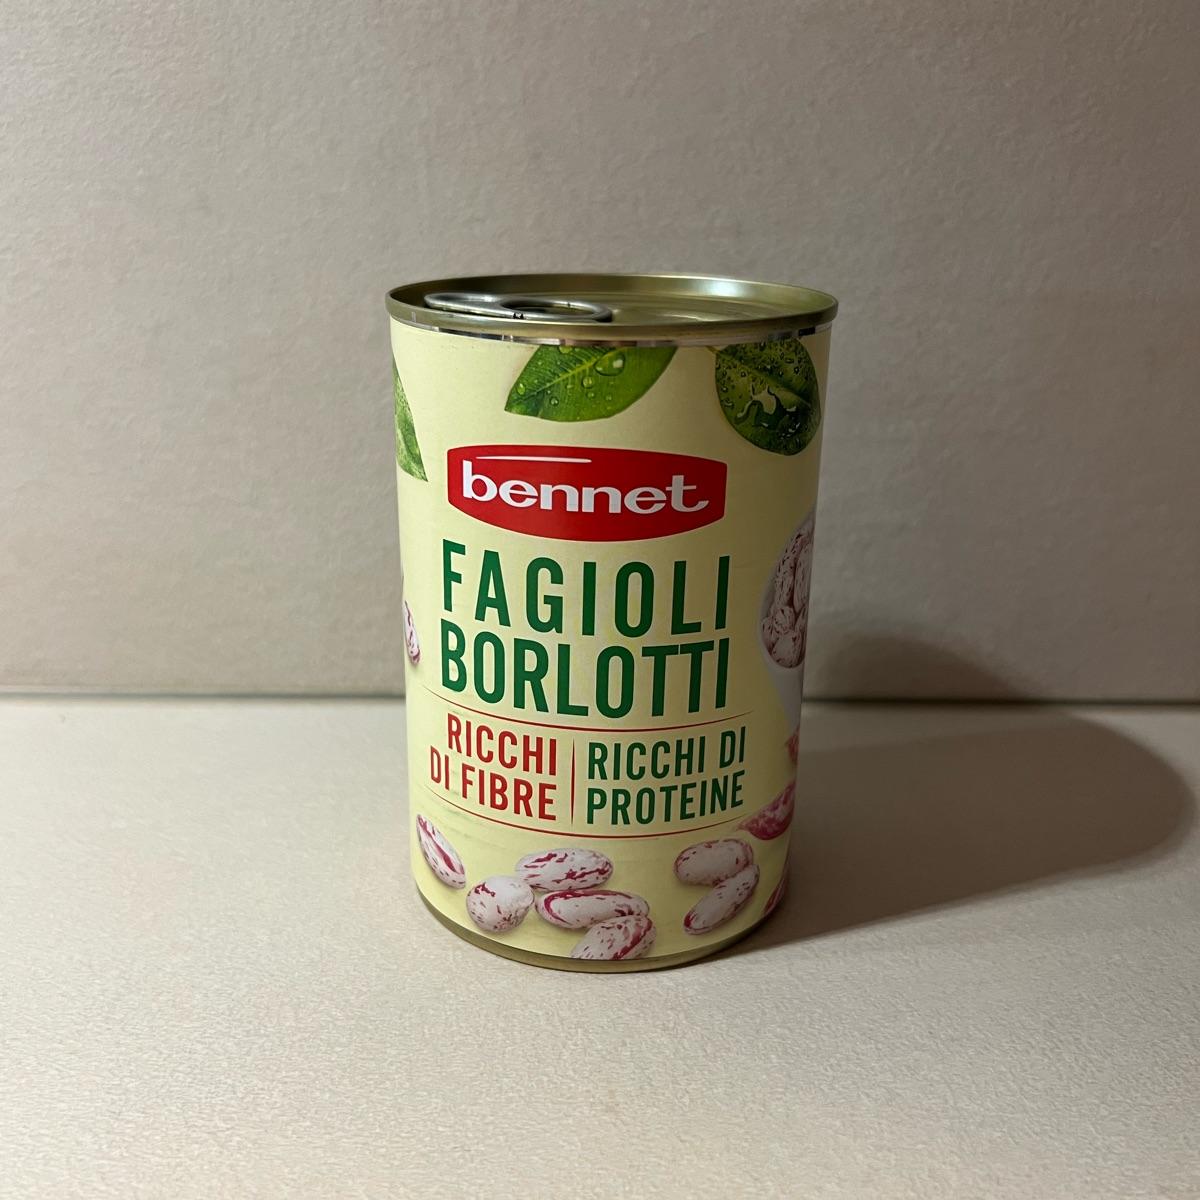 bennet
FAGIOLI
BORLOTTI
RICCHI
DI FIBRE
RICCHI DI
PROTEINE